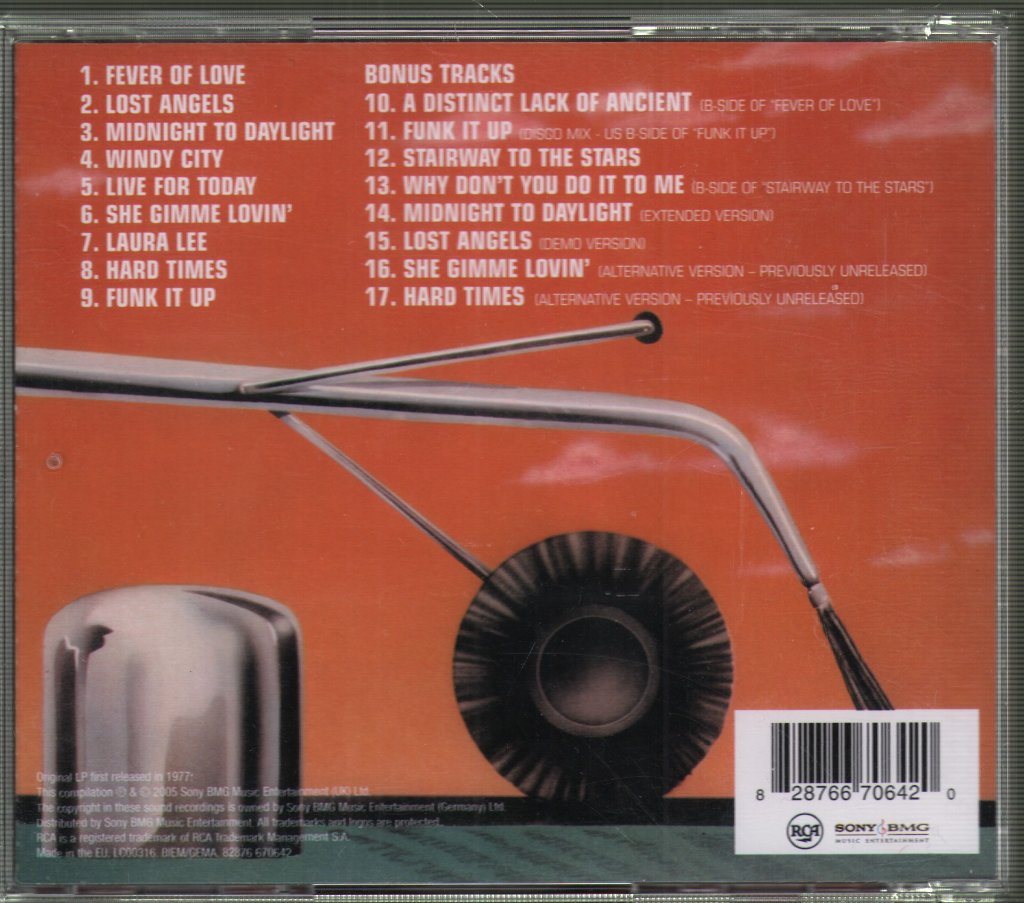 1. FEVER OF LOVE
2. LOST ANGELS
3. MIDNIGHT TO DAYLIGHT
4. WINDY CITY
5. LIVE FOR TODAY
6. SHE GIMME LOVIN'
7. LAURA LEE
8. HARD TIMES
9. FUNK IT UP
BONUS TRACKS
10. A DISTINCT LACK OF ANCIENT (B-SIDE OF "FEVER OF LOVE")
11. FUNK IT UP (DISCO MIX - US B-SIDE OF "FUNK IT UP")
12. STAIRWAY TO THE STARS
13. WHY DON'T YOU DO IT TO ME (B-SIDE OF "STAIRWAY TO THE STARS")
14. MIDNIGHT TO DAYLIGHT (EXTENDED VERSION)
15. LOST ANGELS (DEMO VERSION)
16. SHE GIMME LOVIN' (ALTERNATIVE VERSION – PREVIOUSLY UNRELEASED)
17. HARD TIMES (ALTERNATIVE VERSION – PREVIOUSLY UNRELEASED)
Original LP first released in 1977.
This compilation ℗ & © 2005 Sony BMG Music Entertainment (UK) Ltd.
The copyright in these sound recordings is owned by Sony BMG Music Entertainment (Germany) Ltd.
Distributed by Sony BMG Music Entertainment. All trademarks and logos are protected.
RCA is a registered trademark of RCA Trademark Management S.A.
Made in the EU. LC00316. BIEM/GEMA. 82876 670642
8 28766 70642 0
RCA
SONY BMG
MUSIC ENTERTAINMENT